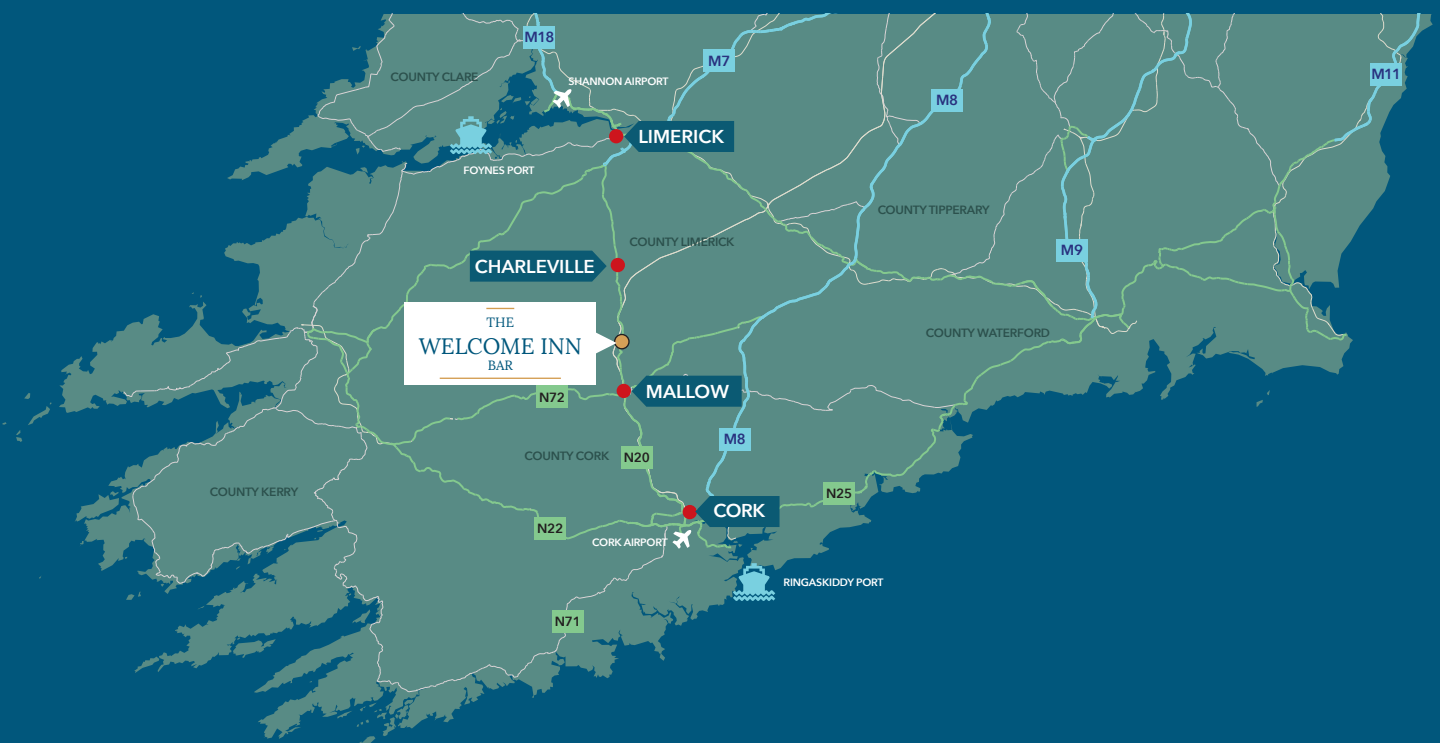 M18
M7
COUNTY CLARE
SHANNON AIRPORT
M11
M8
LIMERICK
FOYNES PORT
COUNTY TIPPERARY
COUNTY LIMERICK
M9
CHARLEVILLE
THE
WELCOME INN
BAR
COUNTY WATERFORD
MALLOW
N72
M8
COUNTY CORK
N20
COUNTY KERRY
N25
CORK
N22
CORK AIRPORT
RINGASKIDDY PORT
N71